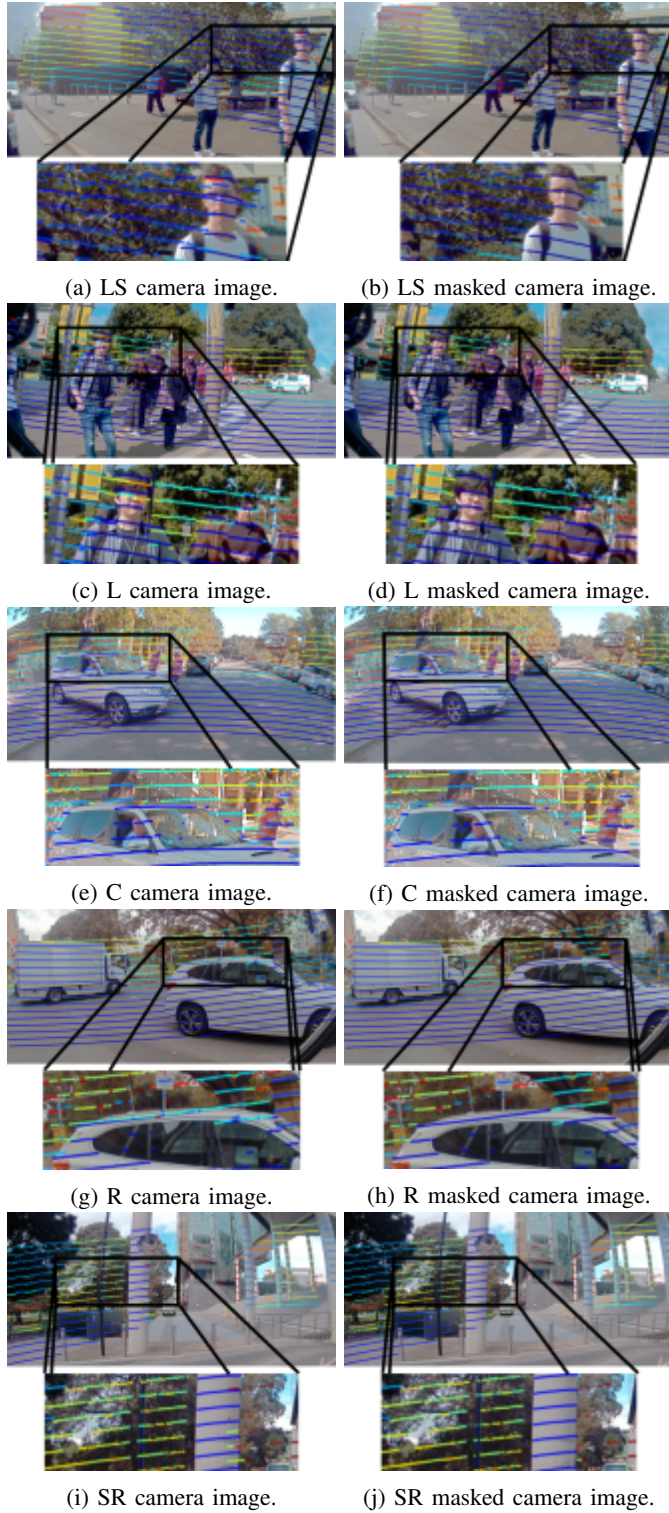 (a) LS camera image. (b) LS masked camera image.
(c) L camera image. (d) L masked camera image.
(e) C camera image. (f) C masked camera image.
(g) R camera image. (h) R masked camera image.
(i) SR camera image. (j) SR masked camera image.